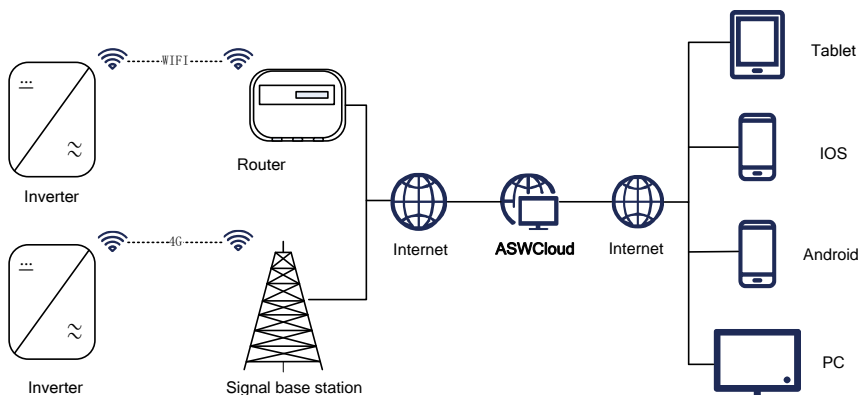 WIFI
Tablet
Router
IOS
Inverter
4G
Internet
ASWCloud
Internet
Android
Inverter
Signal base station
PC